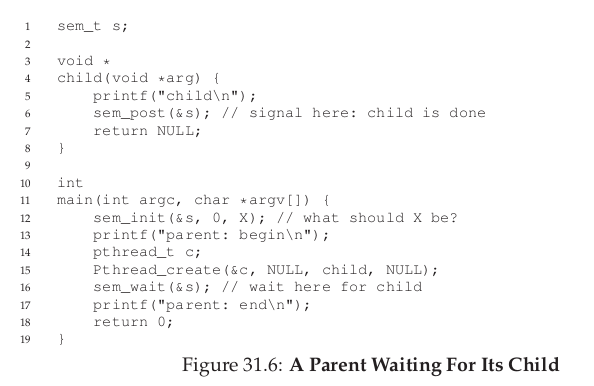 1 sem_t s;
2
3 void *
4 child(void *arg) {
5 printf("child\n");
6 sem_post(&s); // signal here: child is done
7 return NULL;
8 }
9
10 int
11 main(int argc, char *argv[]) {
12 sem_init(&s, 0, X); // what should X be?
13 printf("parent: begin\n");
14 pthread_t c;
15 Pthread_create(&c, NULL, child, NULL);
16 sem_wait(&s); // wait here for child
17 printf("parent: end\n");
18 return 0;
19 }
Figure 31.6: A Parent Waiting For Its Child